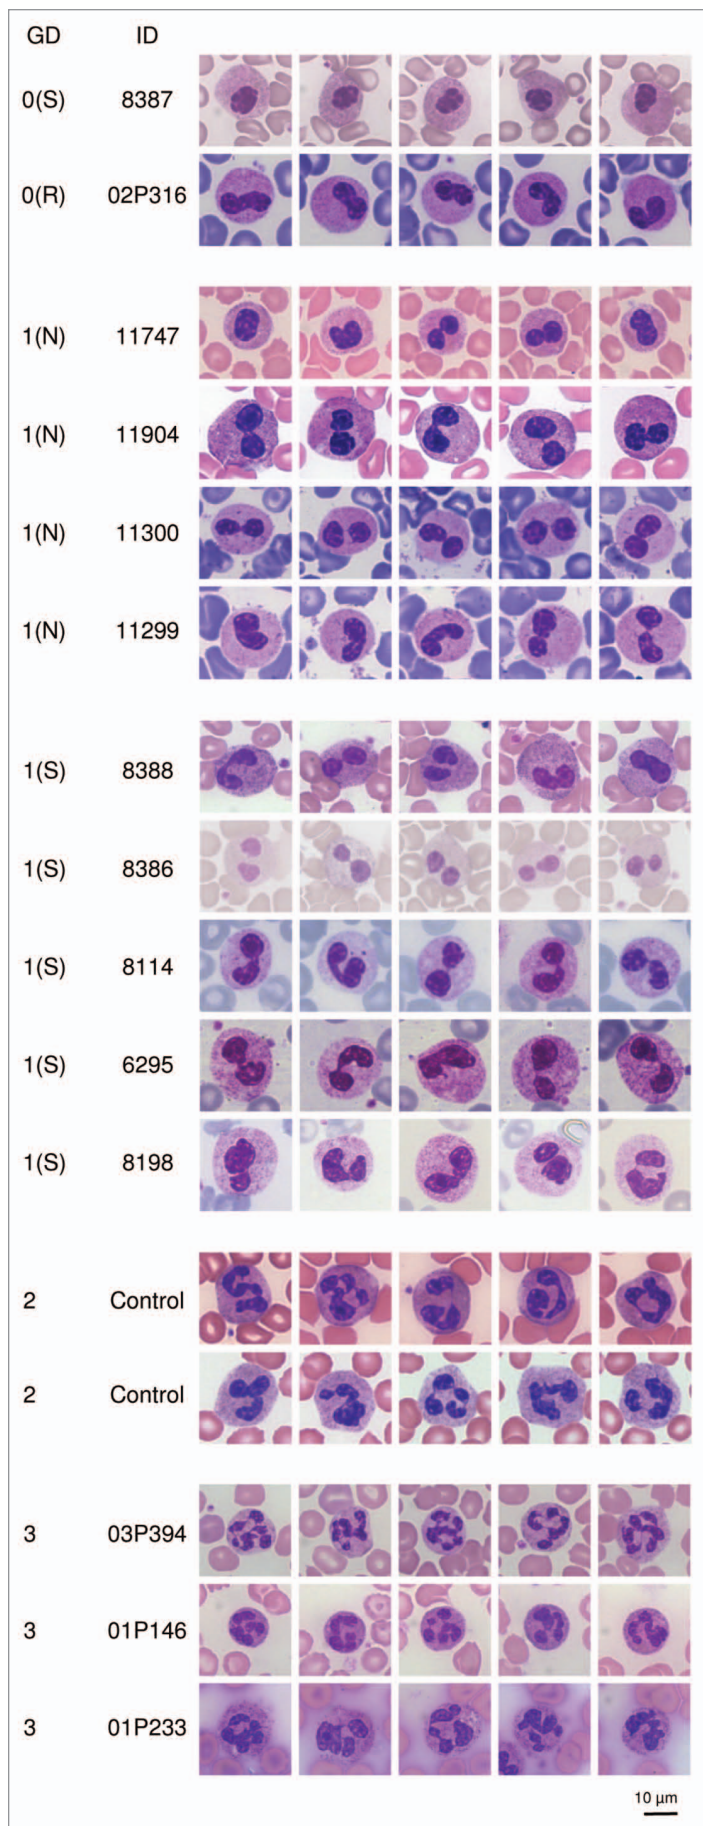 GD ID
0(S) 8387
0(R) 02P316
1(N) 11747
1(N) 11904
1(N) 11300
1(N) 11299
1(S) 8388
1(S) 8386
1(S) 8114
1(S) 6295
1(S) 8198
2 Control
2 Control
3 03P394
3 01P146
3 01P233
10 µm